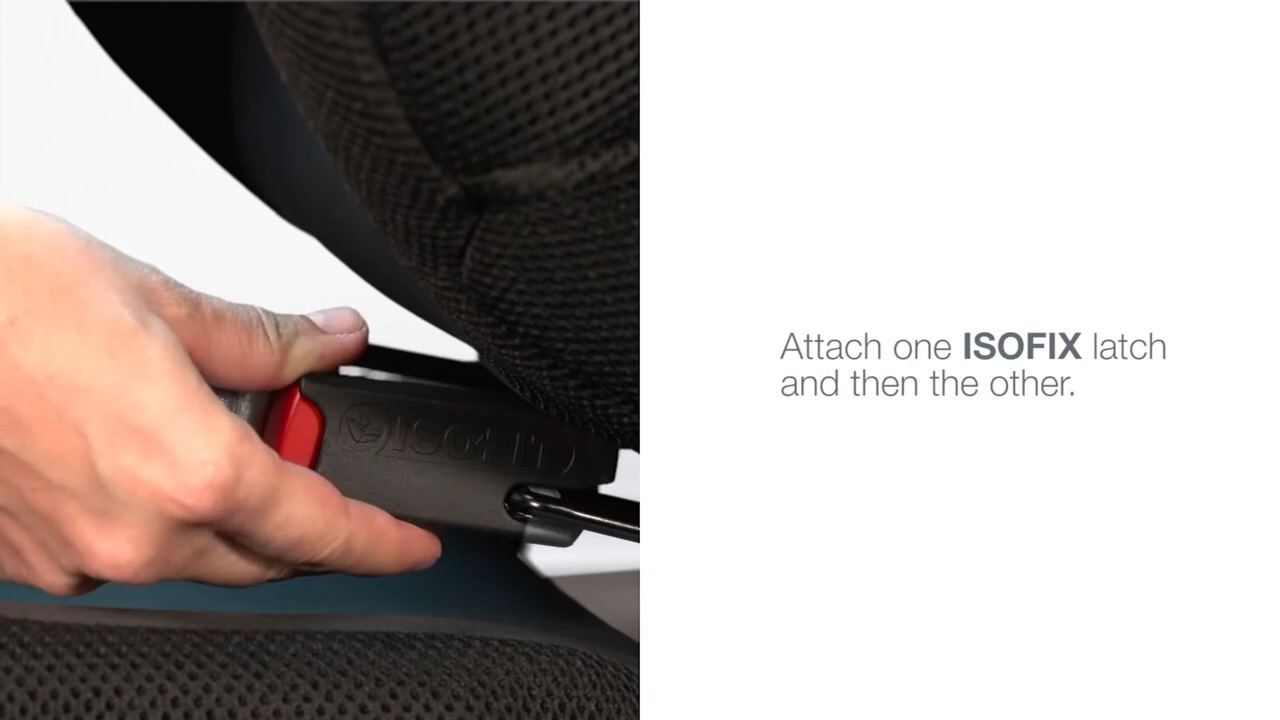 Attach one ISOFIX latch
and then the other.